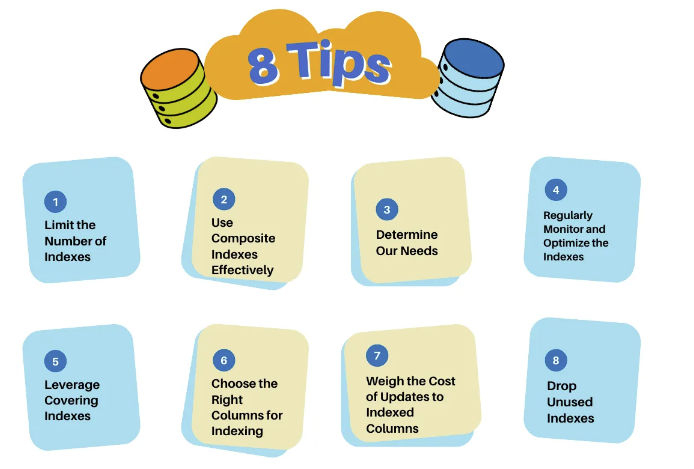 8 Tips
1
Limit the
Number of
Indexes
2
Use
Composite
Indexes
Effectively
3
Determine
Our Needs
4
Regularly
Monitor and
Optimize the
Indexes
5
Leverage
Covering
Indexes
6
Choose the
Right
Columns for
Indexing
7
Weigh the Cost
of Updates to
Indexed
Columns
8
Drop
Unused
Indexes